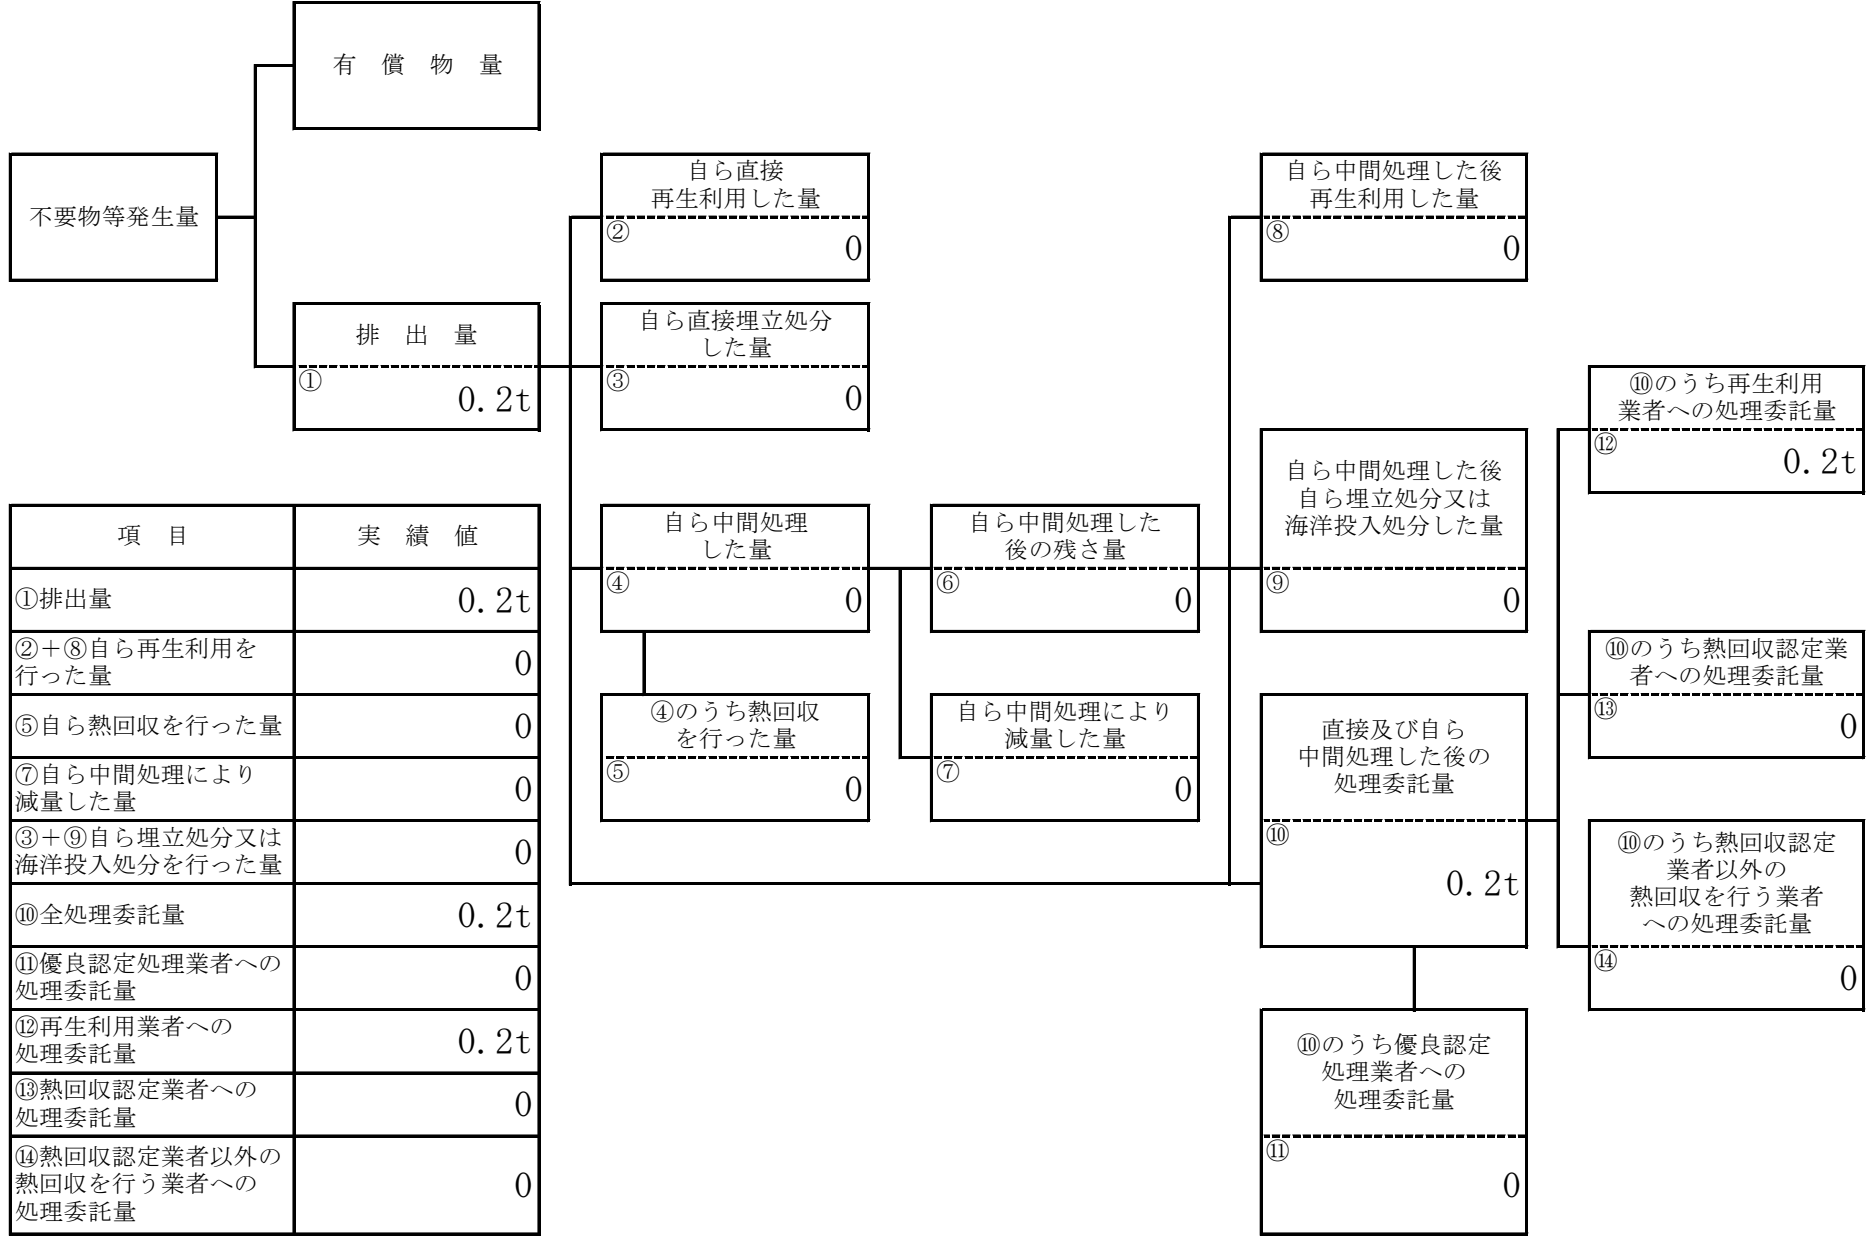 有 償 物 量
不要物等発生量
排 出 量
①
0.2t
自ら直接
再生利用した量
②
0
自ら直接埋立処分
した量
③
0
自ら中間処理
した量
④
0
④のうち熱回収
を行った量
⑤
0
自ら中間処理した
後の残さ量
⑥
0
自ら中間処理により
減量した量
⑦
0
自ら中間処理した後
再生利用した量
⑧
0
自ら中間処理した後
自ら埋立処分又は
海洋投入処分した量
⑨
0
直接及び自ら
中間処理した後の
処理委託量
⑩
0.2t
⑩のうち優良認定
処理業者への
処理委託量
⑪
0
⑩のうち再生利用
業者への処理委託量
⑫
0.2t
⑩のうち熱回収認定業
者への処理委託量
⑬
0
⑩のうち熱回収認定
業者以外の
熱回収を行う業者
への処理委託量
⑭
0
項 目 実 績 値
①排出量 0.2t
②＋⑧自ら再生利用を
行った量 0
⑤自ら熱回収を行った量 0
⑦自ら中間処理により
減量した量 0
③＋⑨自ら埋立処分又は
海洋投入処分を行った量 0
⑩全処理委託量 0.2t
⑪優良認定処理業者への
処理委託量 0
⑫再生利用業者への
処理委託量 0.2t
⑬熱回収認定業者への
処理委託量 0
⑭熱回収認定業者以外の
熱回収を行う業者への
処理委託量 0